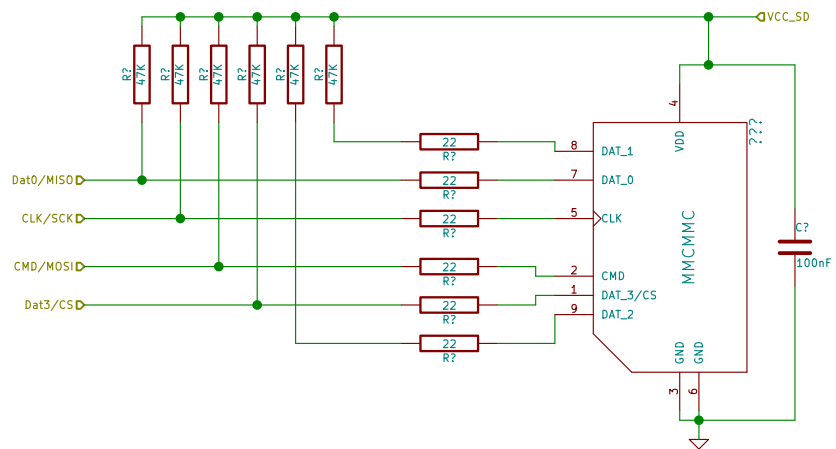 VCC_SD
R? 47K
R? 47K
R? 47K
R? 47K
R? 47K
R? 47K
4
VDD
???
22
R?
8 DAT_1
Dat0/MISO
22
R?
7 DAT_0
CLK/SCK
22
R?
5 CLK
MMCMMC
C?
100nF
CMD/MOSI
22
R?
2 CMD
Dat3/CS
22
R?
1 DAT_3/CS
22
R?
9 DAT_2
GND
GND
3
6